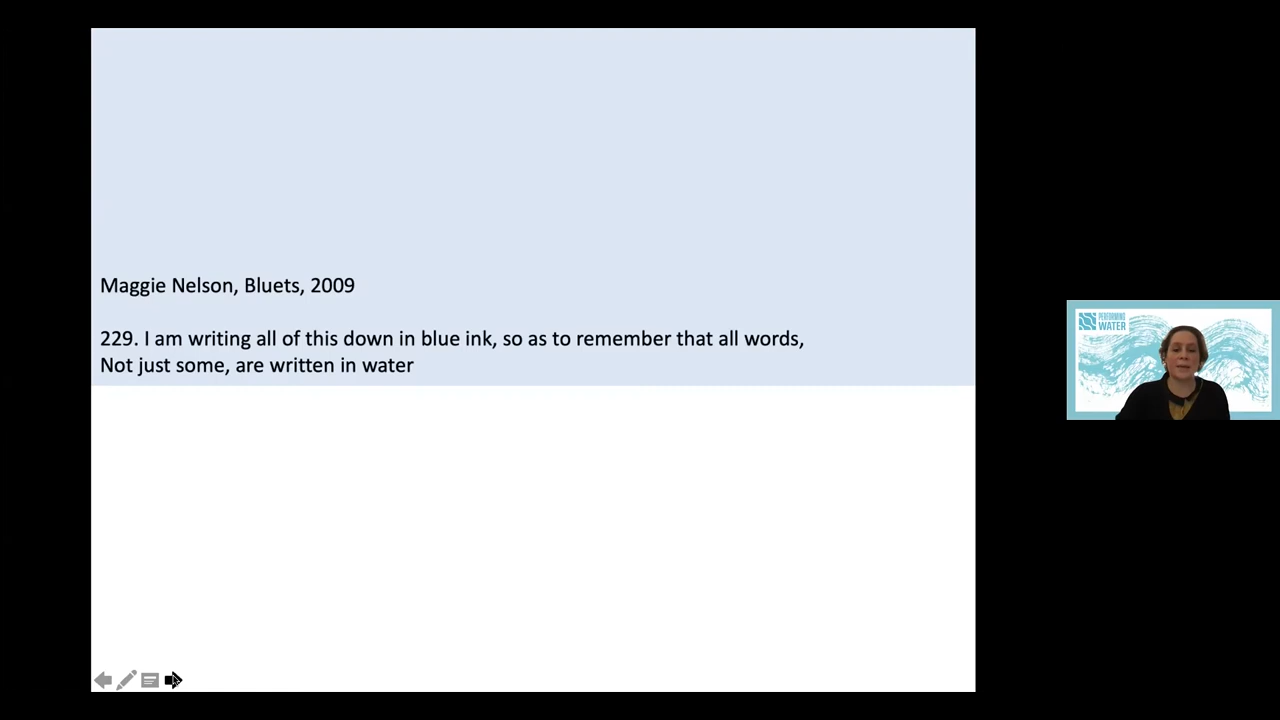 Maggie Nelson, Bluets, 2009
229. I am writing all of this down in blue ink, so as to remember that all words,
Not just some, are written in water
PERFORMING
WATER